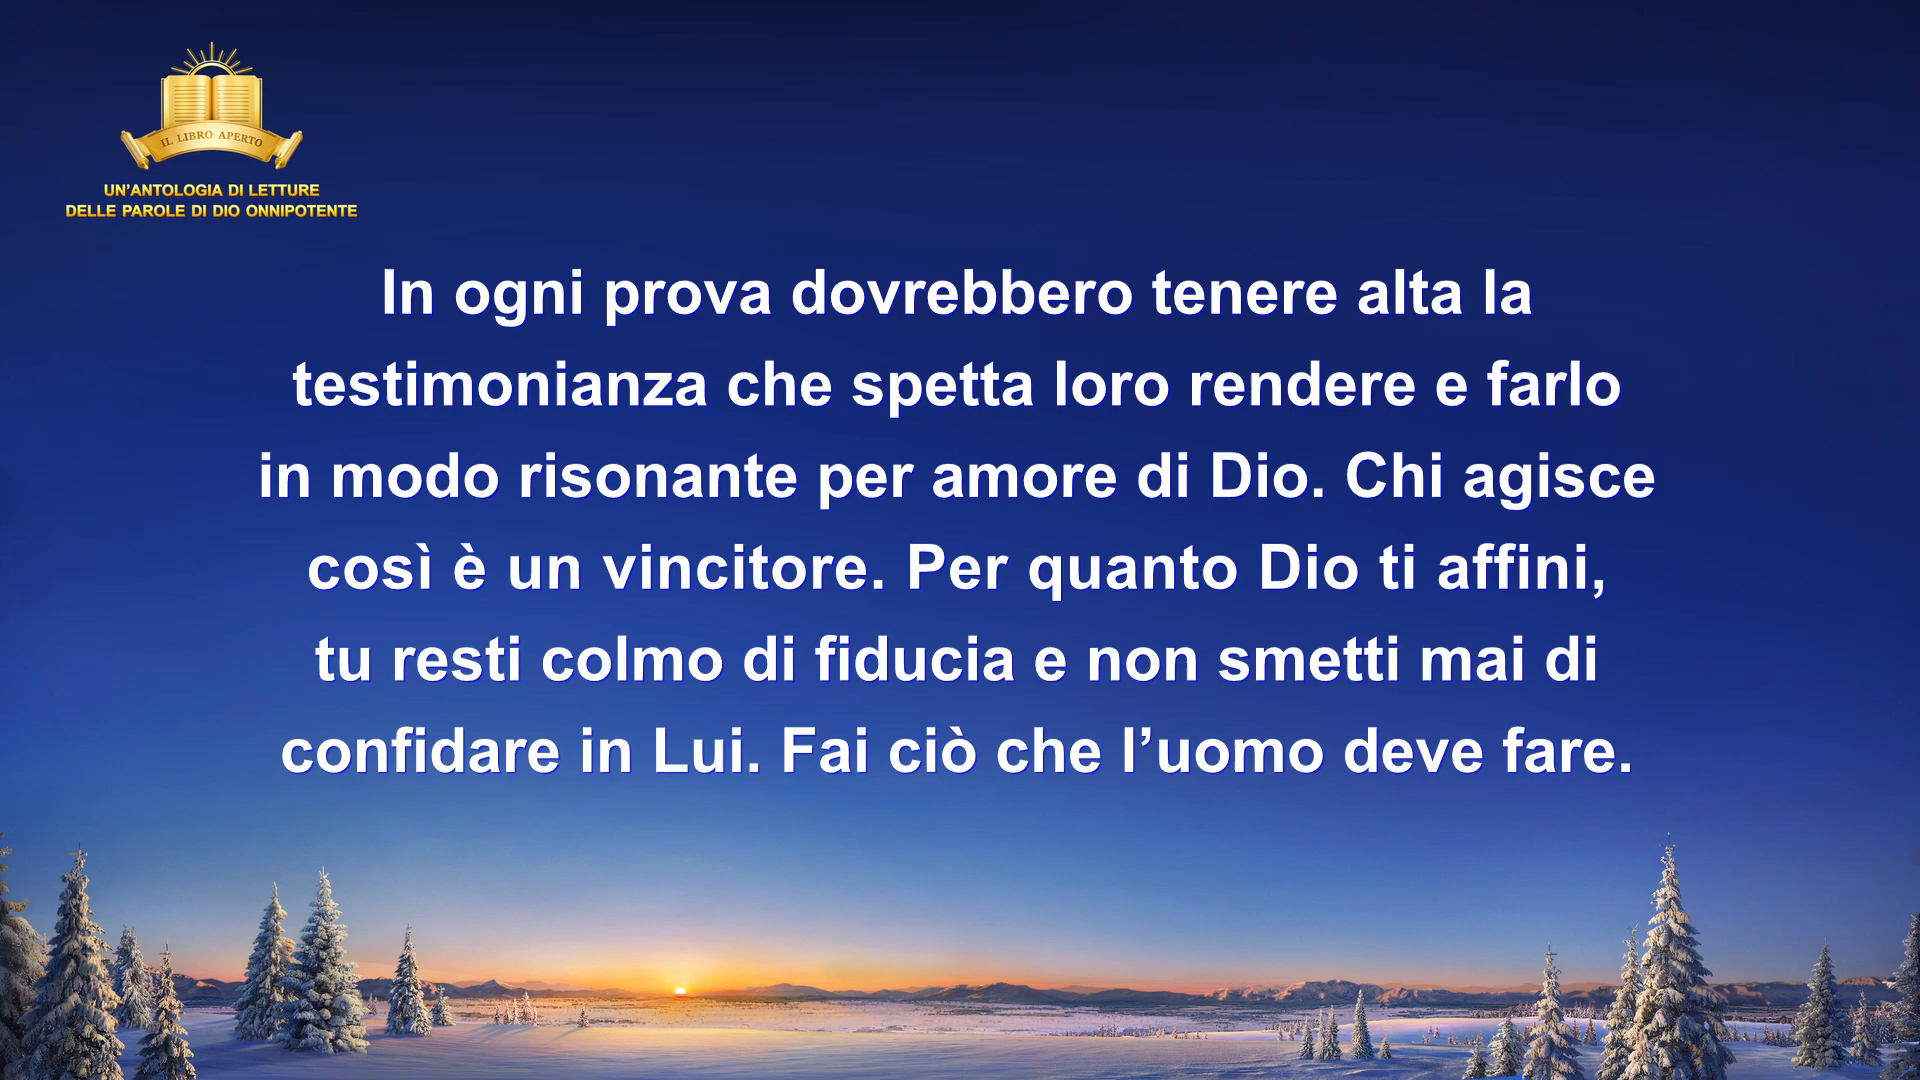 IL LIBRO APERTO
UN’ANTOLOGIA DI LETTURE
DELLE PAROLE DI DIO ONNIPOTENTE
In ogni prova dovrebbero tenere alta la
testimonianza che spetta loro rendere e farlo
in modo risonante per amore di Dio. Chi agisce
così è un vincitore. Per quanto Dio ti affini,
tu resti colmo di fiducia e non smetti mai di
confidare in Lui. Fai ciò che l’uomo deve fare.